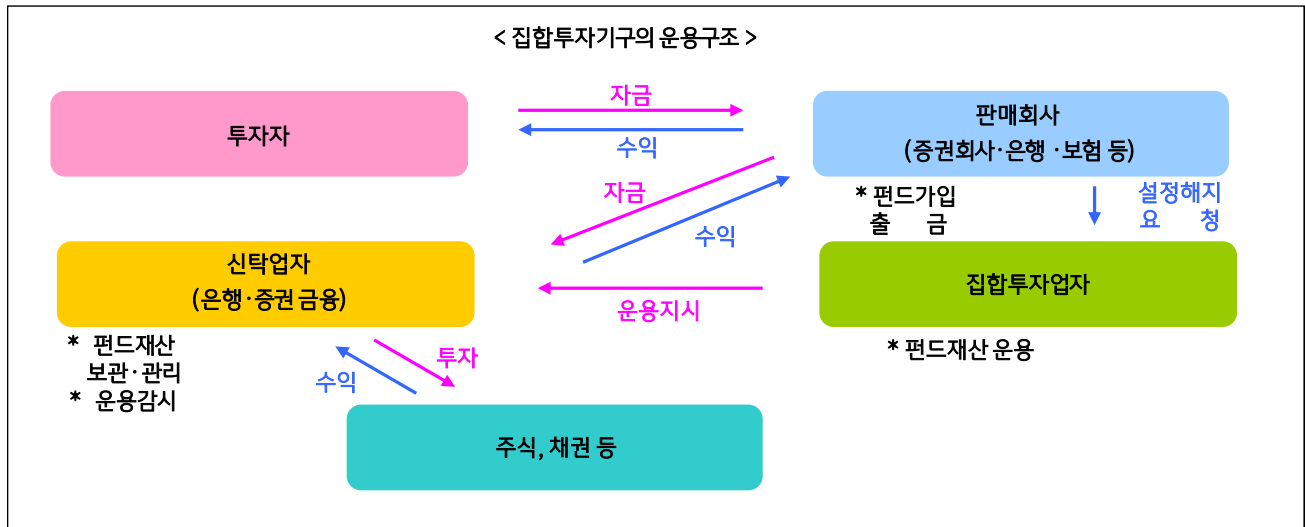 < 집합투자기구의 운용구조 >
투자자
자금
수익
판매회사
(증권회사·은행 ·보험 등)
자금
수익
* 펀드가입
출 금
설정해지
요 청
신탁업자
(은행·증권 금융)
운용지시
집합투자업자
* 펀드재산
보관·관리
* 운용감시
투자
수익
* 펀드재산 운용
주식, 채권 등